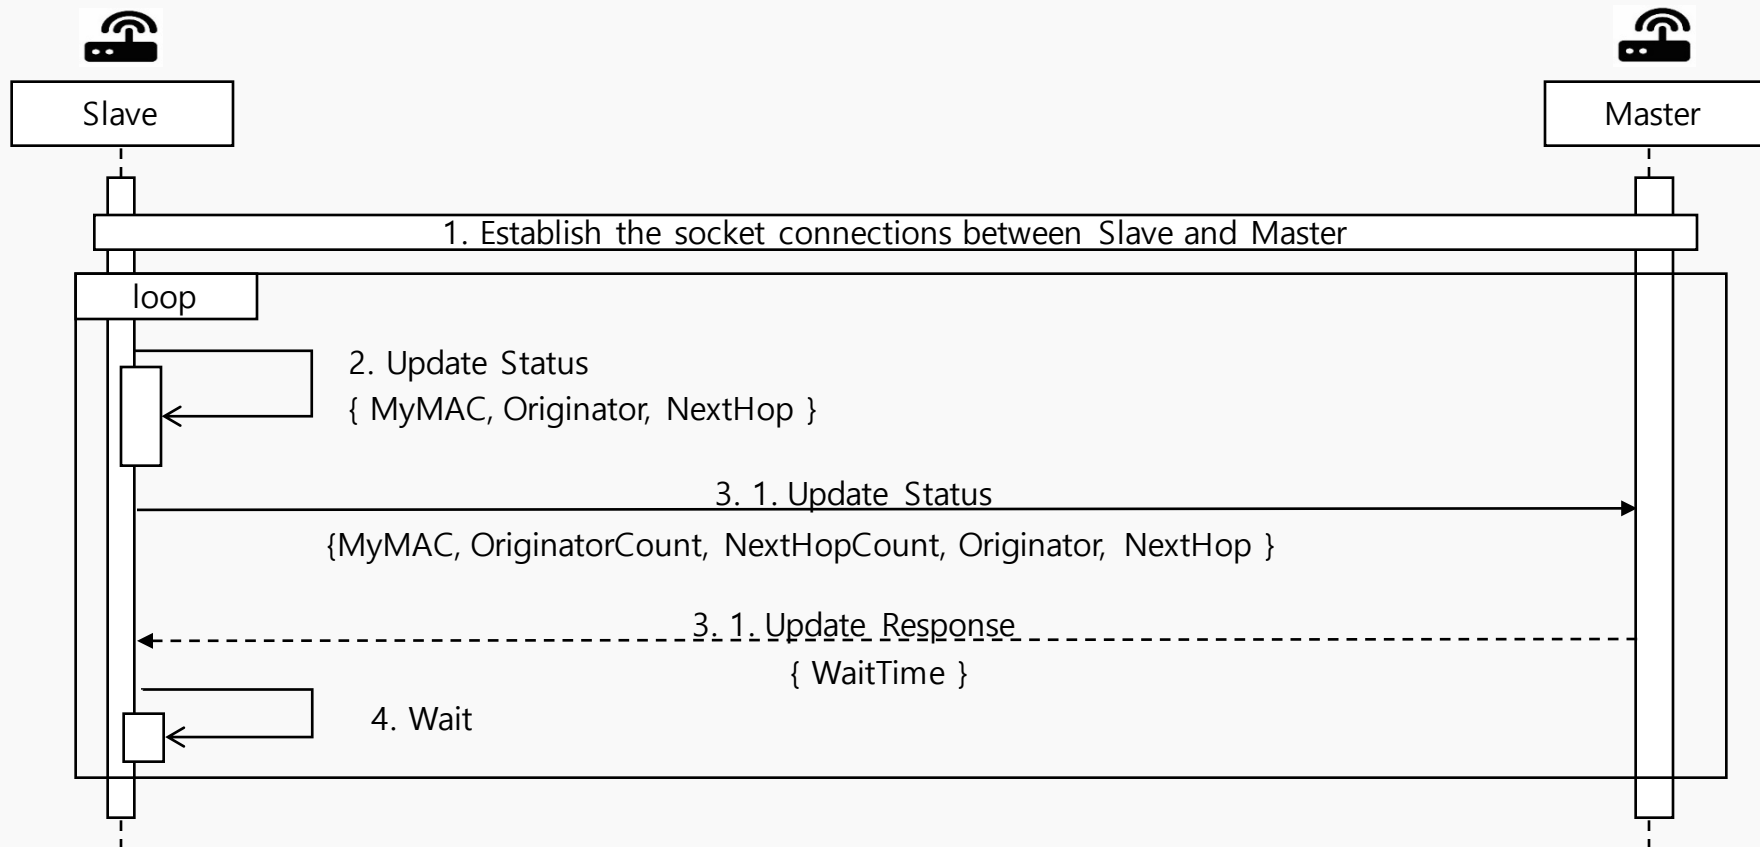 Slave
Master
1. Establish the socket connections between Slave and Master
loop
2. Update Status
{ MyMAC, Originator, NextHop }
3. 1. Update Status
{MyMAC, OriginatorCount, NextHopCount, Originator, NextHop }
3. 1. Update Response
{ WaitTime }
4. Wait